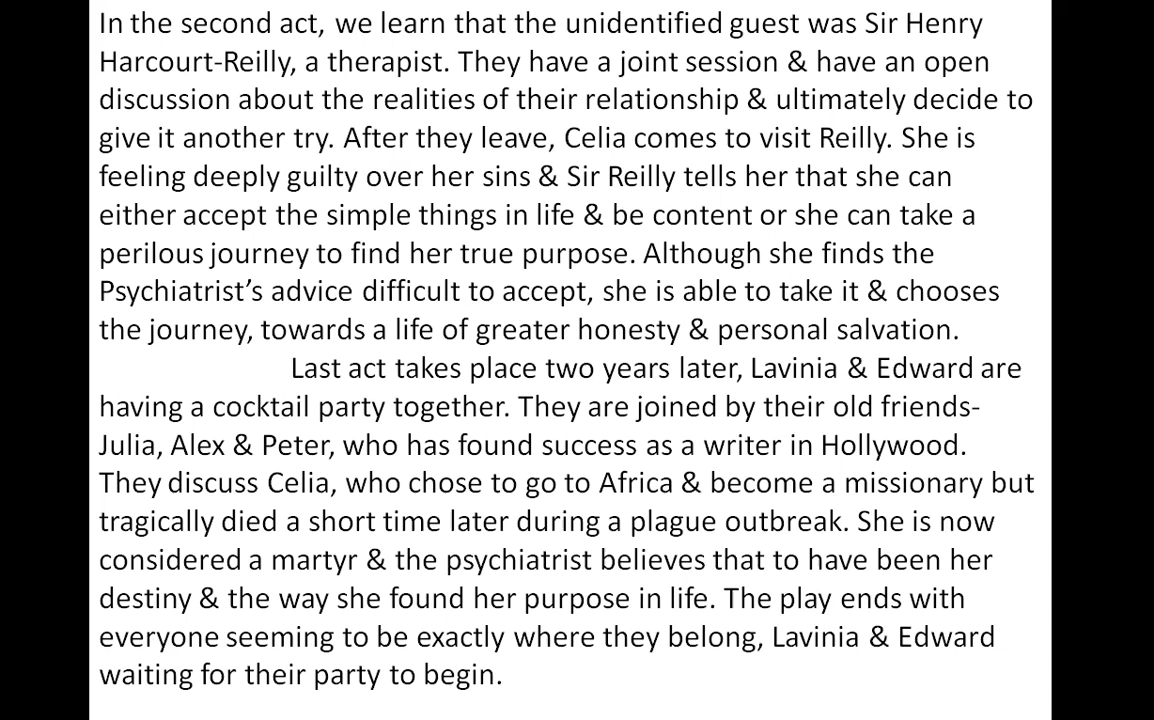 In the second act, we learn that the unidentified guest was Sir Henry
Harcourt-Reilly, a therapist. They have a joint session & have an open
discussion about the realities of their relationship & ultimately decide to
give it another try. After they leave, Celia comes to visit Reilly. She is
feeling deeply guilty over her sins & Sir Reilly tells her that she can
either accept the simple things in life & be content or she can take a
perilous journey to find her true purpose. Although she finds the
Psychiatrist’s advice difficult to accept, she is able to take it & chooses
the journey, towards a life of greater honesty & personal salvation.
Last act takes place two years later, Lavinia & Edward are
having a cocktail party together. They are joined by their old friends-
Julia, Alex & Peter, who has found success as a writer in Hollywood.
They discuss Celia, who chose to go to Africa & become a missionary but
tragically died a short time later during a plague outbreak. She is now
considered a martyr & the psychiatrist believes that to have been her
destiny & the way she found her purpose in life. The play ends with
everyone seeming to be exactly where they belong, Lavinia & Edward
waiting for their party to begin.